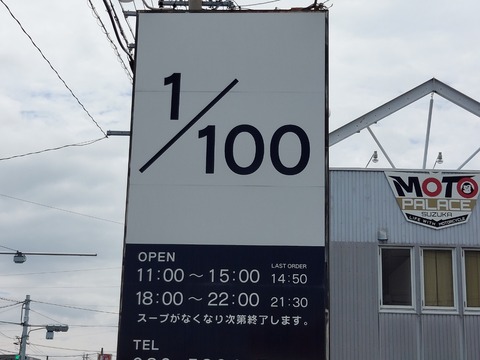 1/100
OPEN
LAST ORDER
11:00～15:00 14:50
18:00～22:00 21:30
スープがなくなり次第終了します。
TEL
MOTO
PALACE
SUZUKA
LIFE WITH MOTORCYCLE